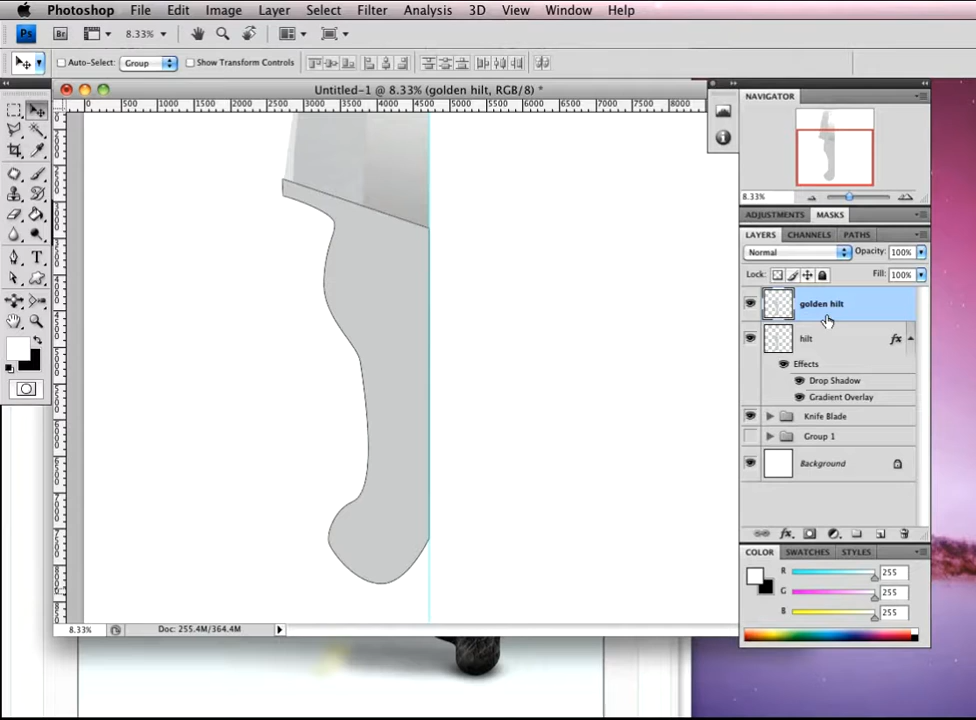 Photoshop File Edit Image Layer Select Filter Analysis 3D View Window Help
Ps Br 8.33%
Auto-Select: Group Show Transform Controls
Untitled-1 @ 8.33% (golden hilt, RGB/8) *
0 500 1000 1500 2000 2500 3000 3500 4000 4500 5000 5500 6000 6500 7000 7500 8000
NAVIGATOR
8.33%
ADJUSTMENTS MASKS
LAYERS CHANNELS PATHS
Normal Opacity: 100%
Lock: Fill: 100%
golden hilt
hilt fx
Effects
Drop Shadow
Gradient Overlay
Knife Blade
Group 1
Background
fx
COLOR SWATCHES STYLES
R 255
G 255
B 255
8.33% Doc: 255.4M/364.4M